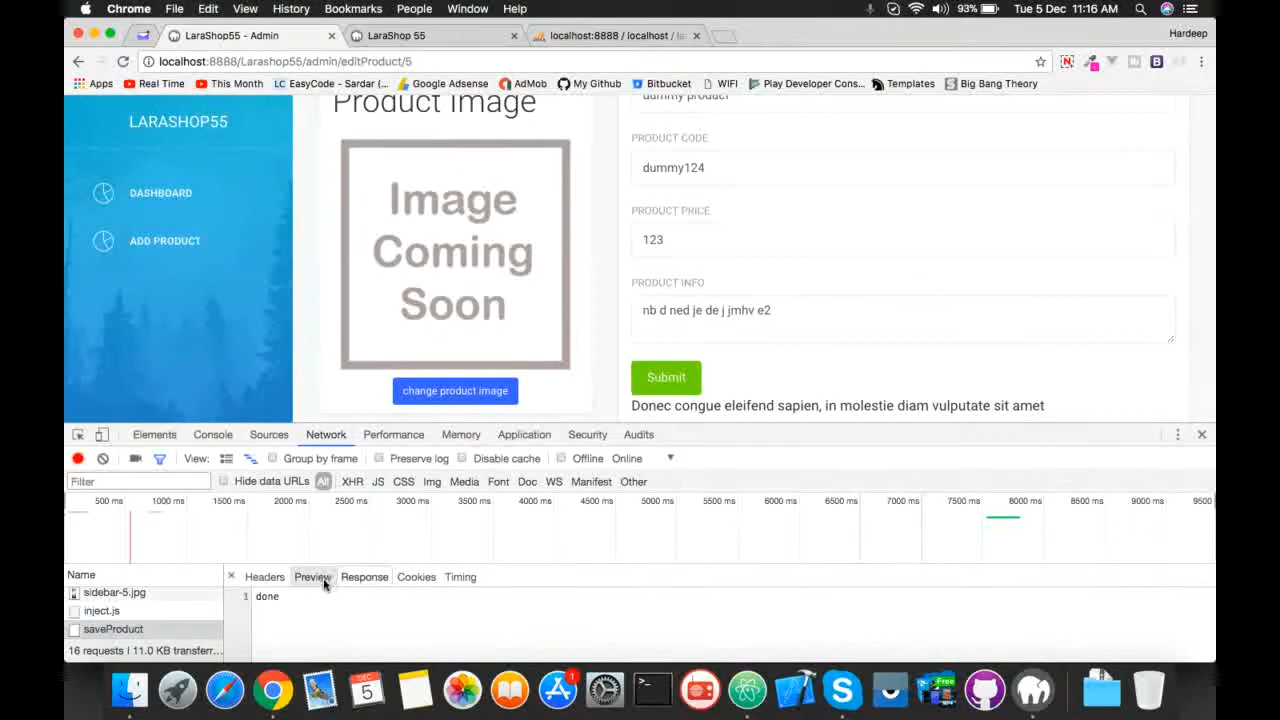 Chrome File Edit View History Bookmarks People Window Help 93% Tue 5 Dec 11:16 AM
LaraShop55 - Admin LaraShop 55 localhost:8888 / localhost / la Hardeep
localhost:8888/Larashop55/admin/editProduct/5
Apps Real Time This Month EasyCode - Sardar (... Google Adsense AdMob My Github Bitbucket WIFI Play Developer Cons... Templates Big Bang Theory
LARASHOP55
DASHBOARD
ADD PRODUCT
Product Image
Image
Coming
Soon
change product image
dummy product
PRODUCT CODE
dummy124
PRODUCT PRICE
123
PRODUCT INFO
nb d ned je de j jmhv e2
Submit
Donec congue eleifend sapien, in molestie diam vulputate sit amet
Elements Console Sources Network Performance Memory Application Security Audits
View: Group by frame Preserve log Disable cache Offline Online
Filter Hide data URLs All XHR JS CSS Img Media Font Doc WS Manifest Other
500 ms 1000 ms 1500 ms 2000 ms 2500 ms 3000 ms 3500 ms 4000 ms 4500 ms 5000 ms 5500 ms 6000 ms 6500 ms 7000 ms 7500 ms 8000 ms 8500 ms 9000 ms 9500
Name Headers Preview Response Cookies Timing
sidebar-5.jpg
inject.js
saveProduct
16 requests | 11.0 KB transferr...
1 done
DEC
5
1
Free